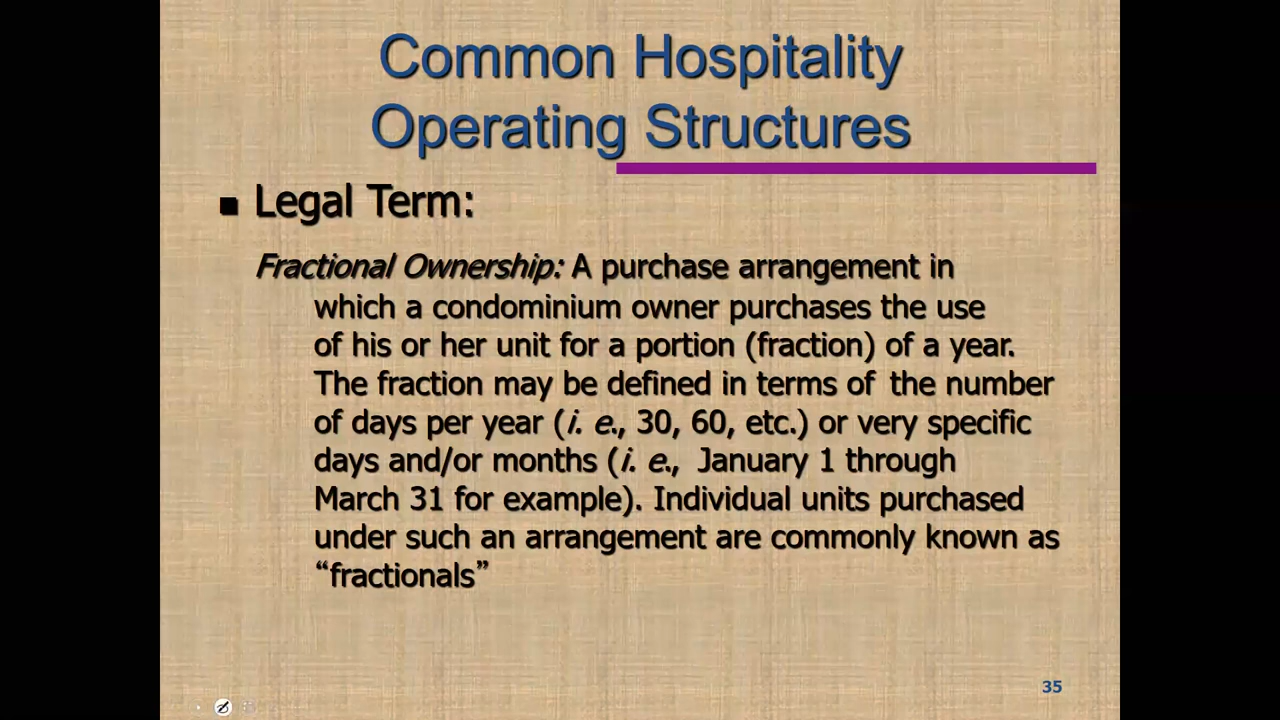 Common Hospitality
Operating Structures
■ Legal Term:
Fractional Ownership: A purchase arrangement in
which a condominium owner purchases the use
of his or her unit for a portion (fraction) of a year.
The fraction may be defined in terms of the number
of days per year (i. e., 30, 60, etc.) or very specific
days and/or months (i. e., January 1 through
March 31 for example). Individual units purchased
under such an arrangement are commonly known as
“fractionals”
35